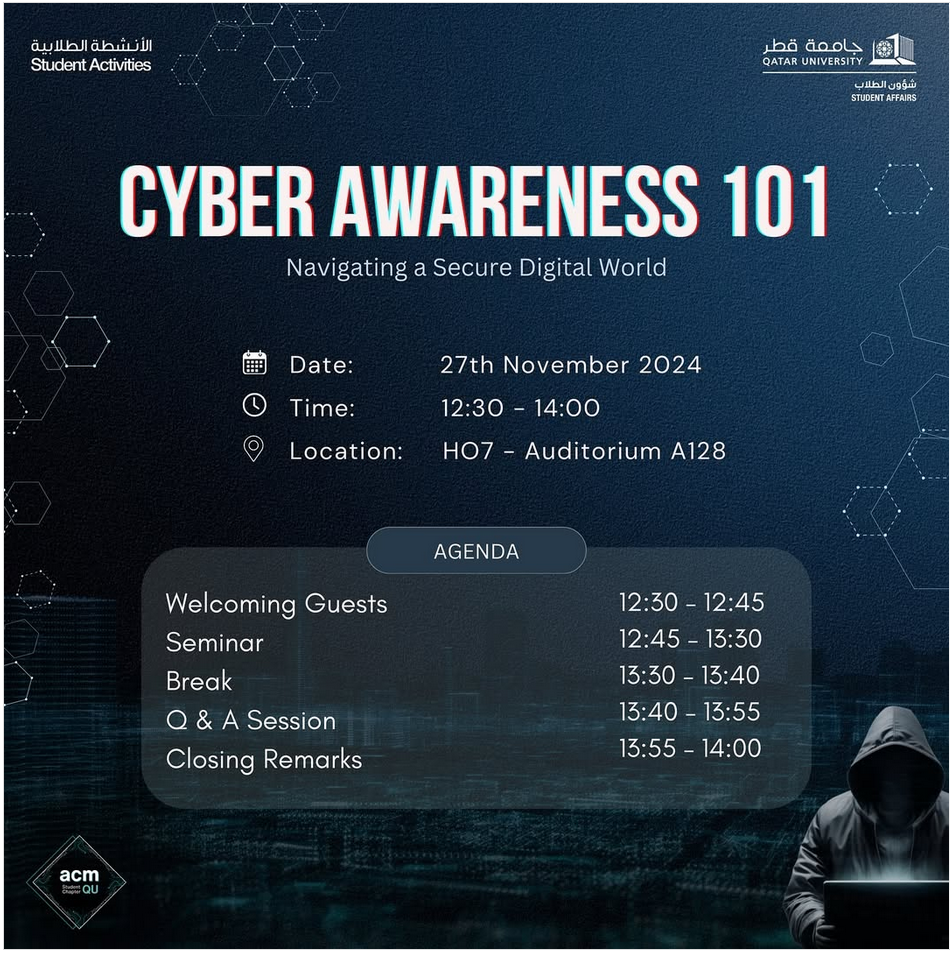 الأنشطة الطلابية
Student Activities
جامعة قطر
QATAR UNIVERSITY
شؤون الطلاب
STUDENT AFFAIRS
CYBER AWARENESS 101
Navigating a Secure Digital World
Date: 27th November 2024
Time: 12:30 - 14:00
Location: HO7 - Auditorium A128
AGENDA
Welcoming Guests 12:30 - 12:45
Seminar 12:45 - 13:30
Break 13:30 - 13:40
Q & A Session 13:40 - 13:55
Closing Remarks 13:55 - 14:00
acm
Student
Chapter QU